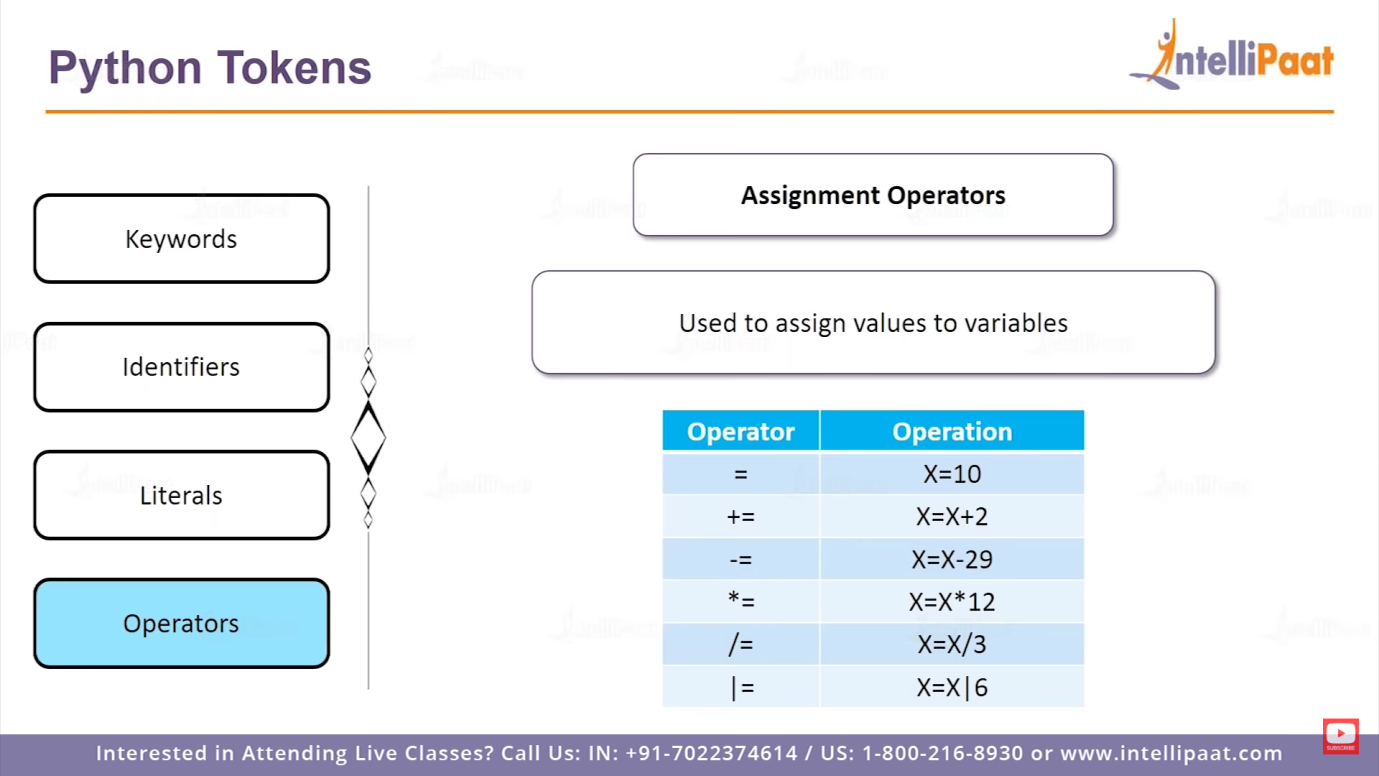 Python Tokens
IntelliPaat
Keywords
Identifiers
Literals
Operators
Assignment Operators
Used to assign values to variables
Operator Operation
= X=10
+= X=X+2
-= X=X-29
*= X=X*12
/= X=X/3
|= X=X|6
SUBSCRIBE
Interested in Attending Live Classes? Call Us: IN: +91-7022374614 / US: 1-800-216-8930 or www.intellipaat.com